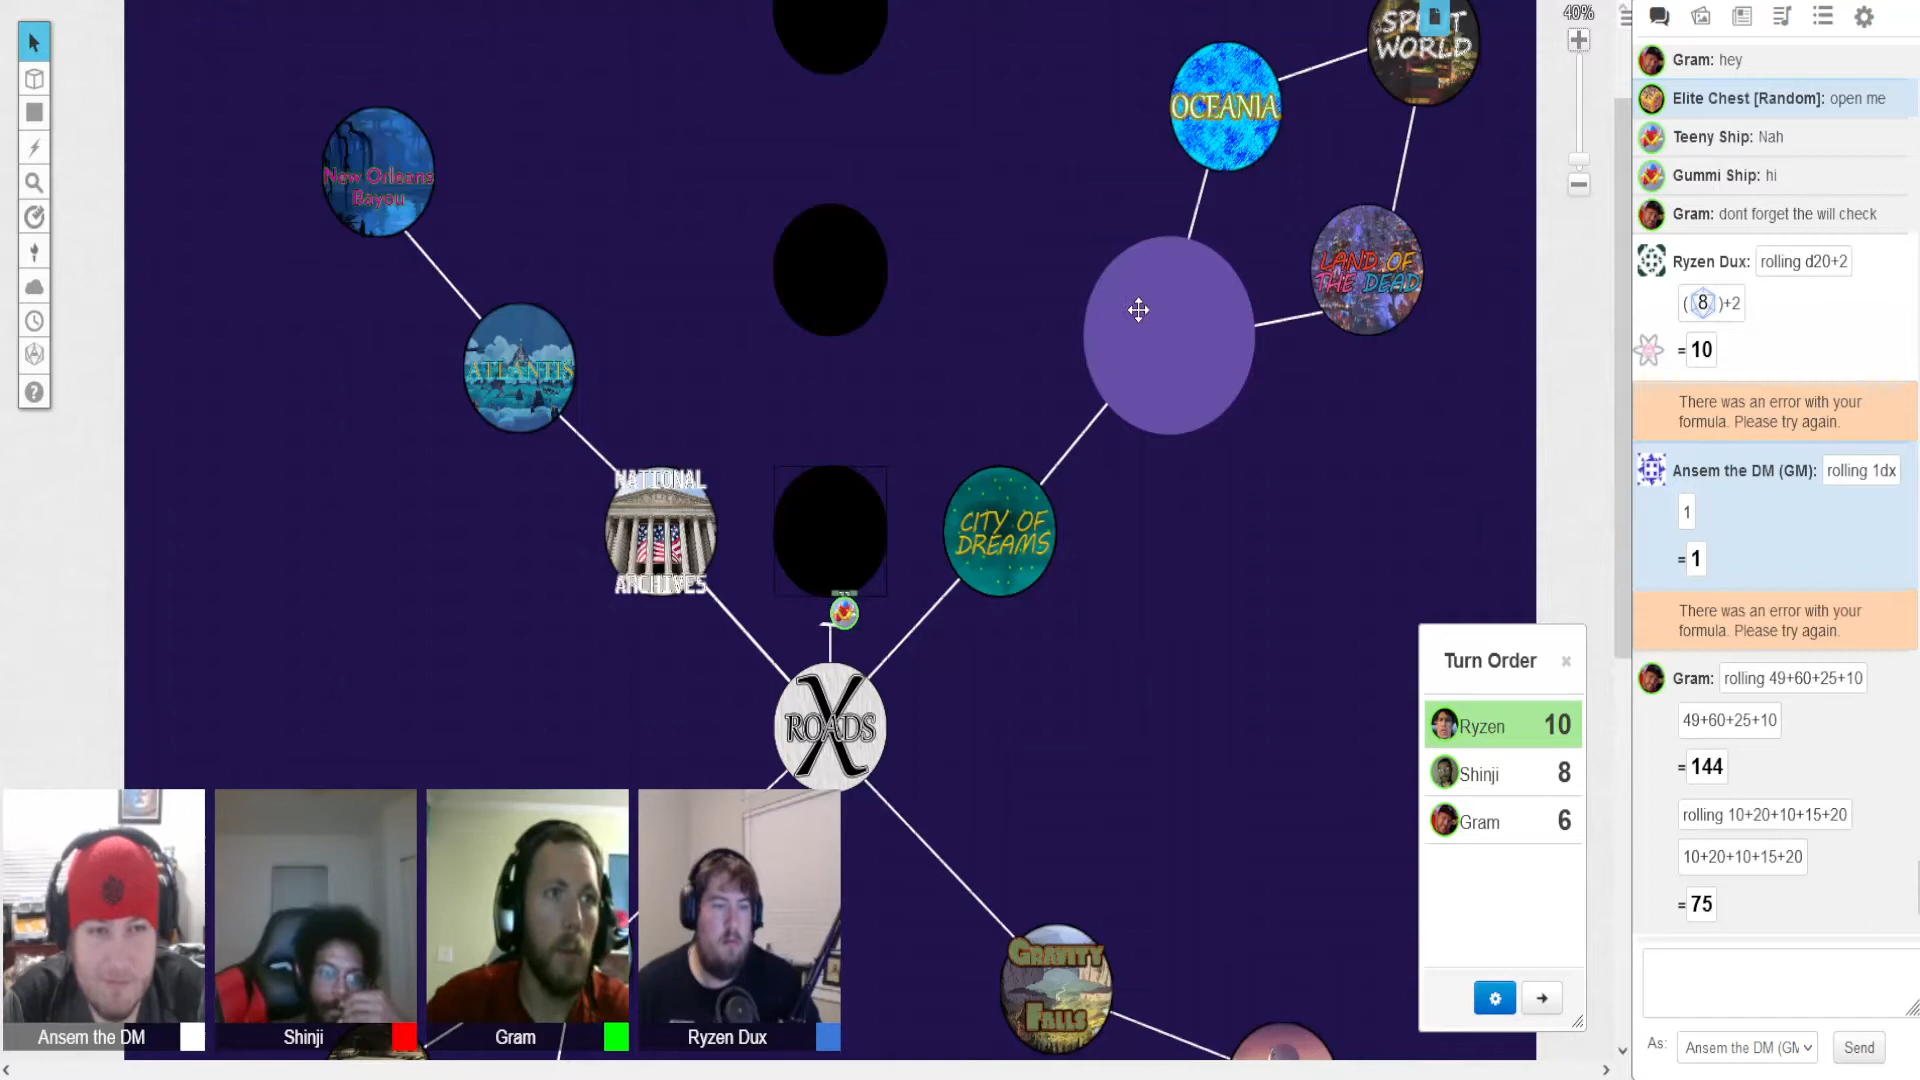 40%
SPIRIT
WORLD
OCEANIA
New Orleans
Bayou
LAND OF
THE DEAD
ATLANTIS
NATIONAL
ARCHIVES
CITY OF
DREAMS
X
ROADS
GRAVITY
FALLS
Ansem the DM
Shinji
Gram
Ryzen Dux
Turn Order
×
Ryzen 10
Shinji 8
Gram 6
Gram: hey
Elite Chest [Random]: open me
Teeny Ship: Nah
Gummi Ship: hi
Gram: dont forget the will check
Ryzen Dux: rolling d20+2
(8)+2
= 10
There was an error with your
formula. Please try again.
Ansem the DM (GM): rolling 1dx
1
= 1
There was an error with your
formula. Please try again.
Gram: rolling 49+60+25+10
49+60+25+10
= 144
rolling 10+20+10+15+20
10+20+10+15+20
= 75
As: Ansem the DM (GM
Send